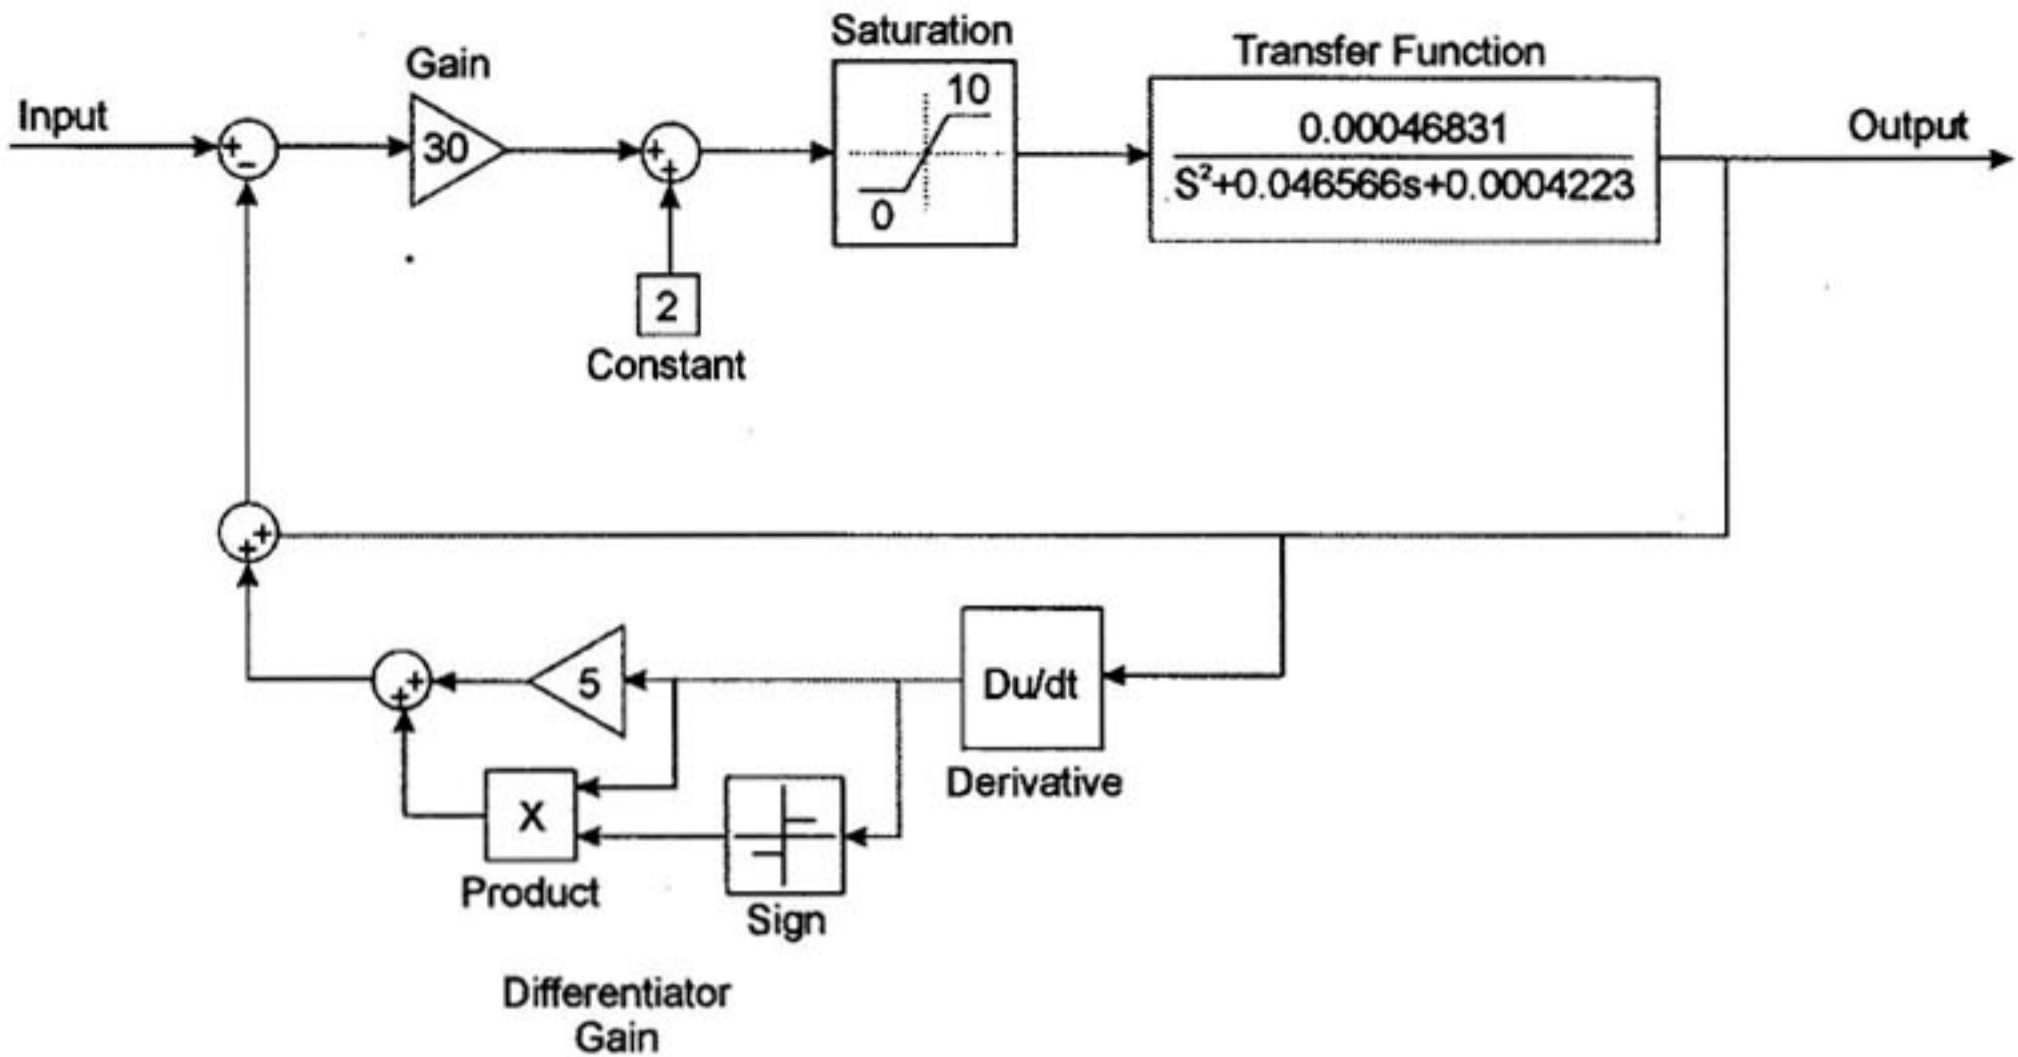 Saturation
Gain
Transfer Function
Input
30
10
0
0.00046831
S²+0.046566s+0.0004223
Output
+
-
+
+
2
Constant
+
+
5
+
+
Du/dt
Derivative
X
Product
Sign
Differentiator
Gain